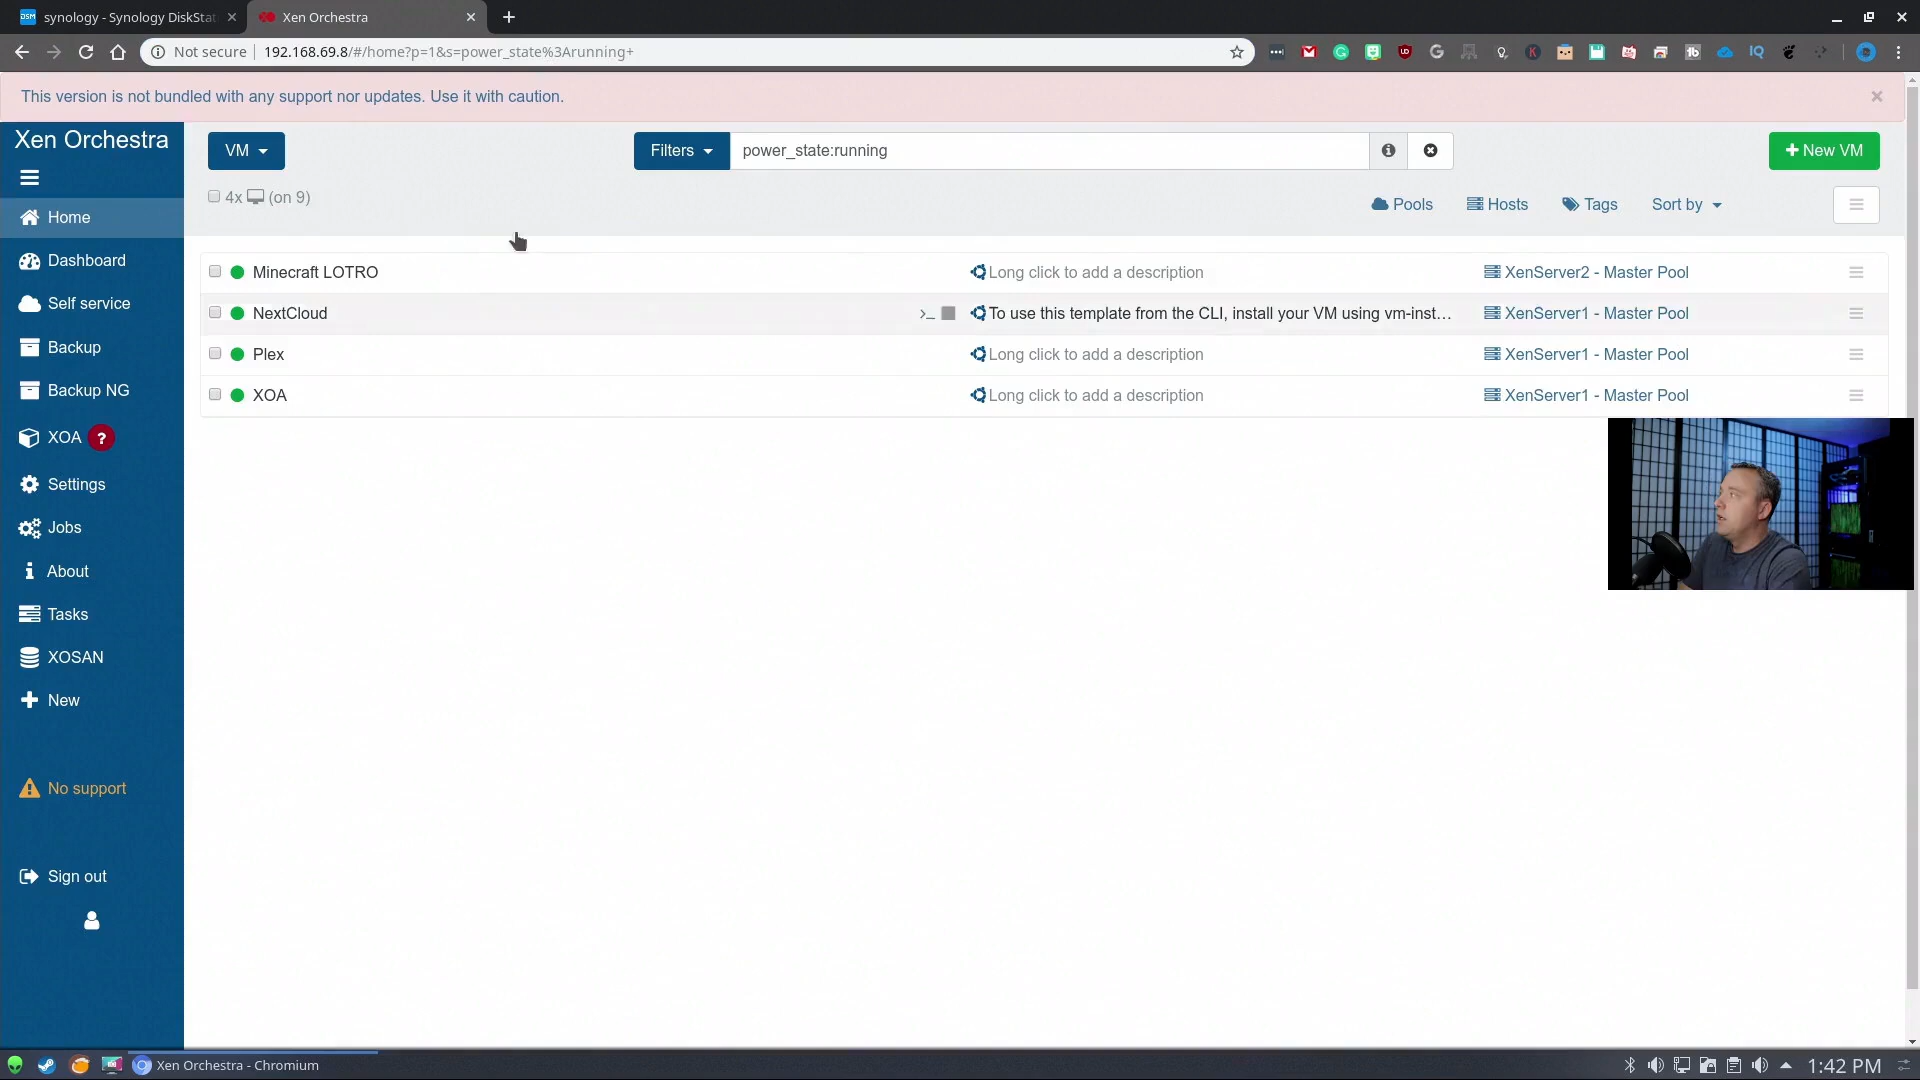 synology - Synology DiskStat
Xen Orchestra
Not secure
192.168.69.8/#/home?p=1&s=power_state%3Arunning+
This version is not bundled with any support nor updates. Use it with caution.
Xen Orchestra
VM
Filters
power_state:running
New VM
4x (on 9)
Pools
Hosts
Tags
Sort by
Home
Dashboard
Self service
Backup
Backup NG
XOA ?
Settings
Jobs
About
Tasks
XOSAN
New
No support
Sign out
Minecraft LOTRO
Long click to add a description
XenServer2 - Master Pool
NextCloud
To use this template from the CLI, install your VM using vm-inst…
XenServer1 - Master Pool
Plex
Long click to add a description
XenServer1 - Master Pool
XOA
Long click to add a description
XenServer1 - Master Pool
Xen Orchestra - Chromium
1:42 PM